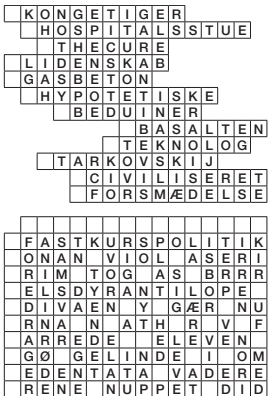 KONGETIGER
HOSPITALSSTUE
THECURE
LIDENSKAB
GASBETON
HYPOTETISKE
BEDUINER
BASALTEN
TEKNOLOG
TARKOVSKIJ
CIVILISERET
FORSMÆDELSE
FASTKURSPOLITIK
ONAN VIOL ASERI
RIM TOG AS BRRR
ELSDYRANTILOPE
DIVAEN Y GÆR NU
RNA N ATH R V F
ARREDE ELEVEN
GØ GELINDE I OM
EDENTATA VADERE
RENE NUPPET DID